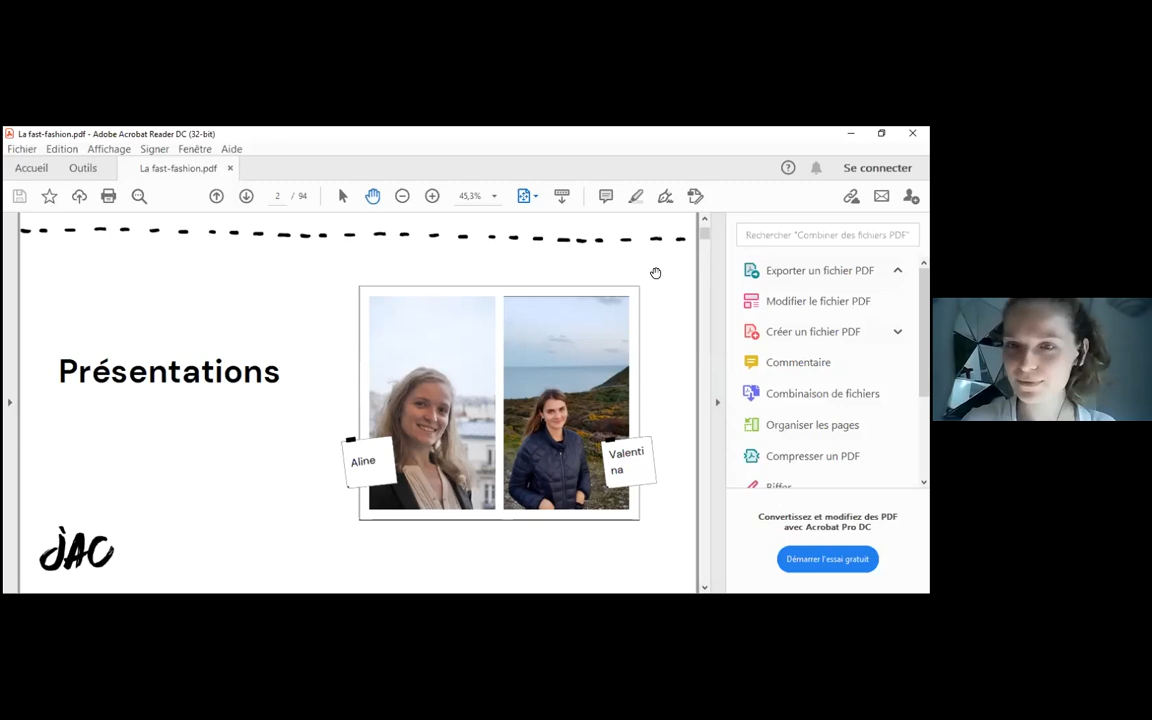 La fast-fashion.pdf - Adobe Acrobat Reader DC (32-bit)
Fichier Edition Affichage Signer Fenêtre Aide
Accueil Outils La fast-fashion.pdf × Se connecter
2 / 94 45,3%
Présentations
Aline
Valenti
na
JAC
Rechercher "Combiner des fichiers PDF"
Exporter un fichier PDF
Modifier le fichier PDF
Créer un fichier PDF
Commentaire
Combinaison de fichiers
Organiser les pages
Compresser un PDF
Convertissez et modifiez des PDF
avec Acrobat Pro DC
Démarrer l'essai gratuit